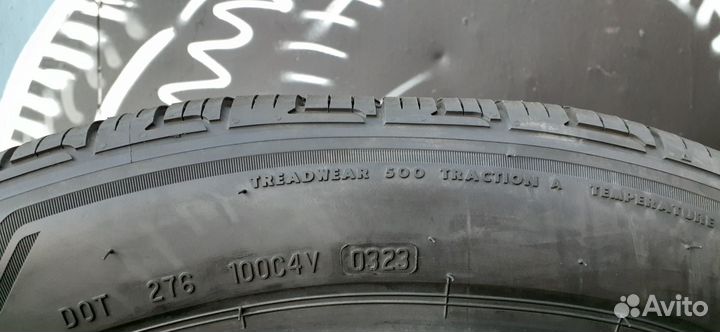 TREADWEAR 500 TRACTION A TEMPERATURE
DOT 276 100C4V 0323
Avito